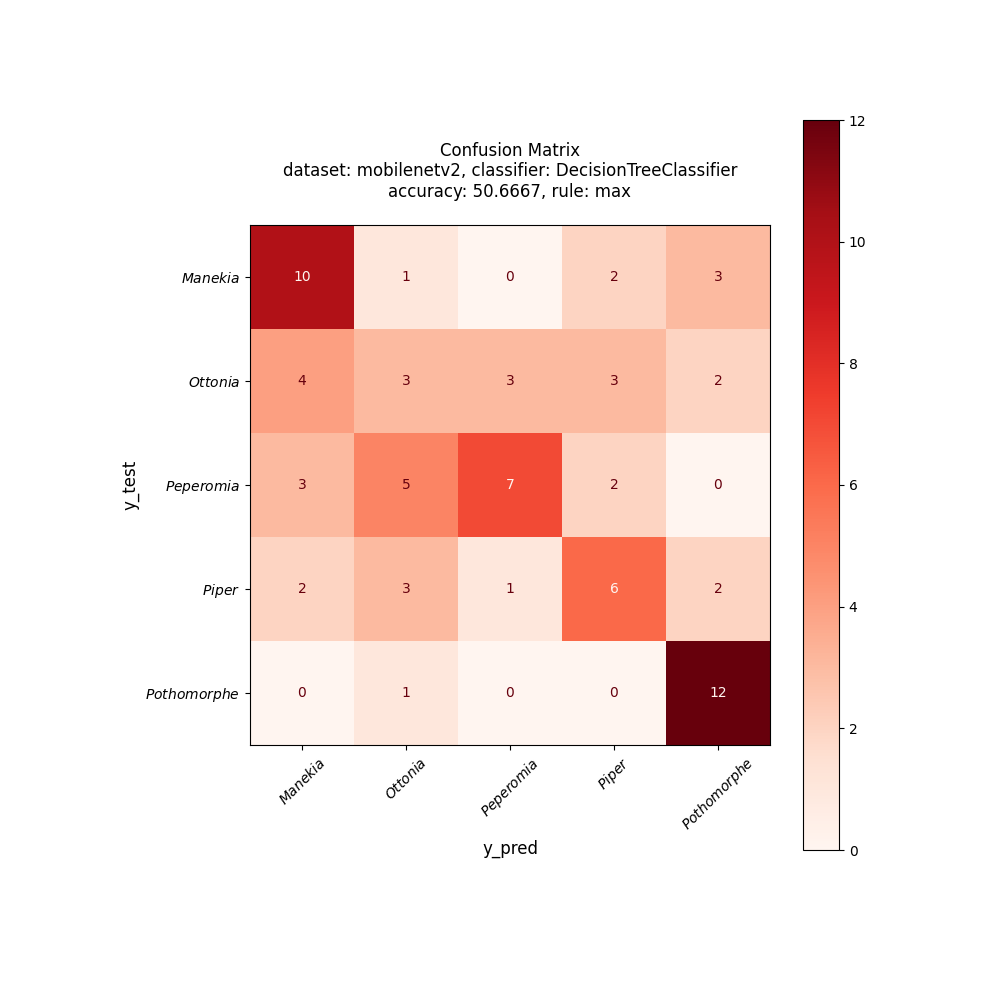 Confusion Matrix
dataset: mobilenetv2, classifier: DecisionTreeClassifier
accuracy: 50.6667, rule: max
Manekia 10 1 0 2 3
Ottonia 4 3 3 3 2
Peperomia 3 5 7 2 0
Piper 2 3 1 6 2
Pothomorphe 0 1 0 0 12
Manekia Ottonia Peperomia Piper Pothomorphe
y_pred
y_test
12
10
8
6
4
2
0